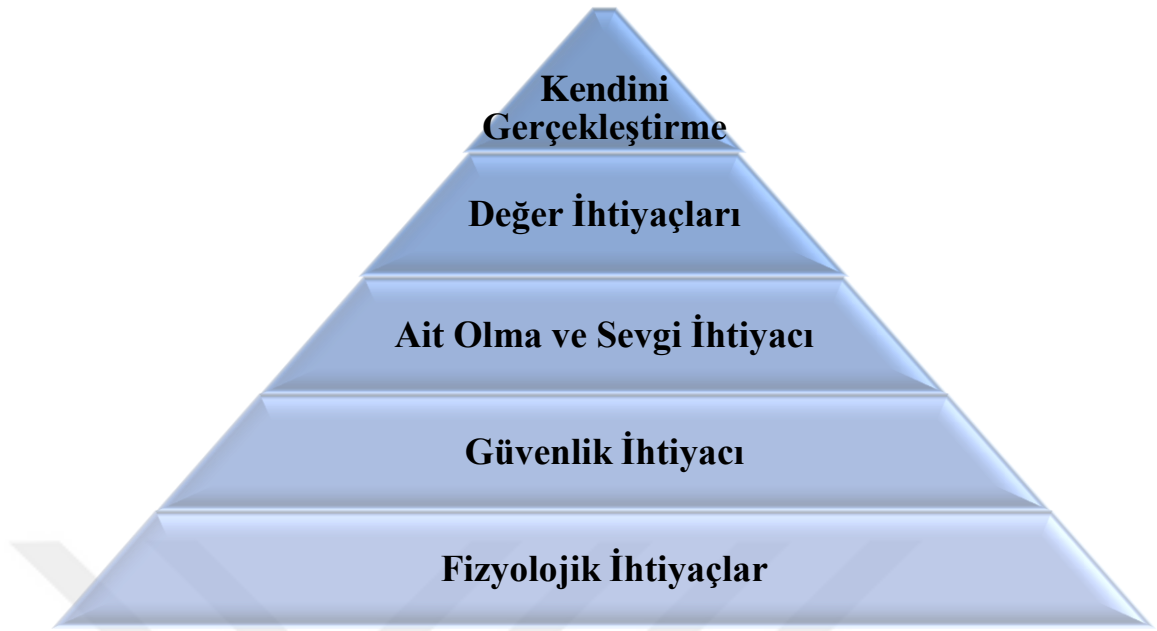 Kendini
Gerçekleştirme
Değer İhtiyaçları
Ait Olma ve Sevgi İhtiyacı
Güvenlik İhtiyacı
Fizyolojik İhtiyaçlar